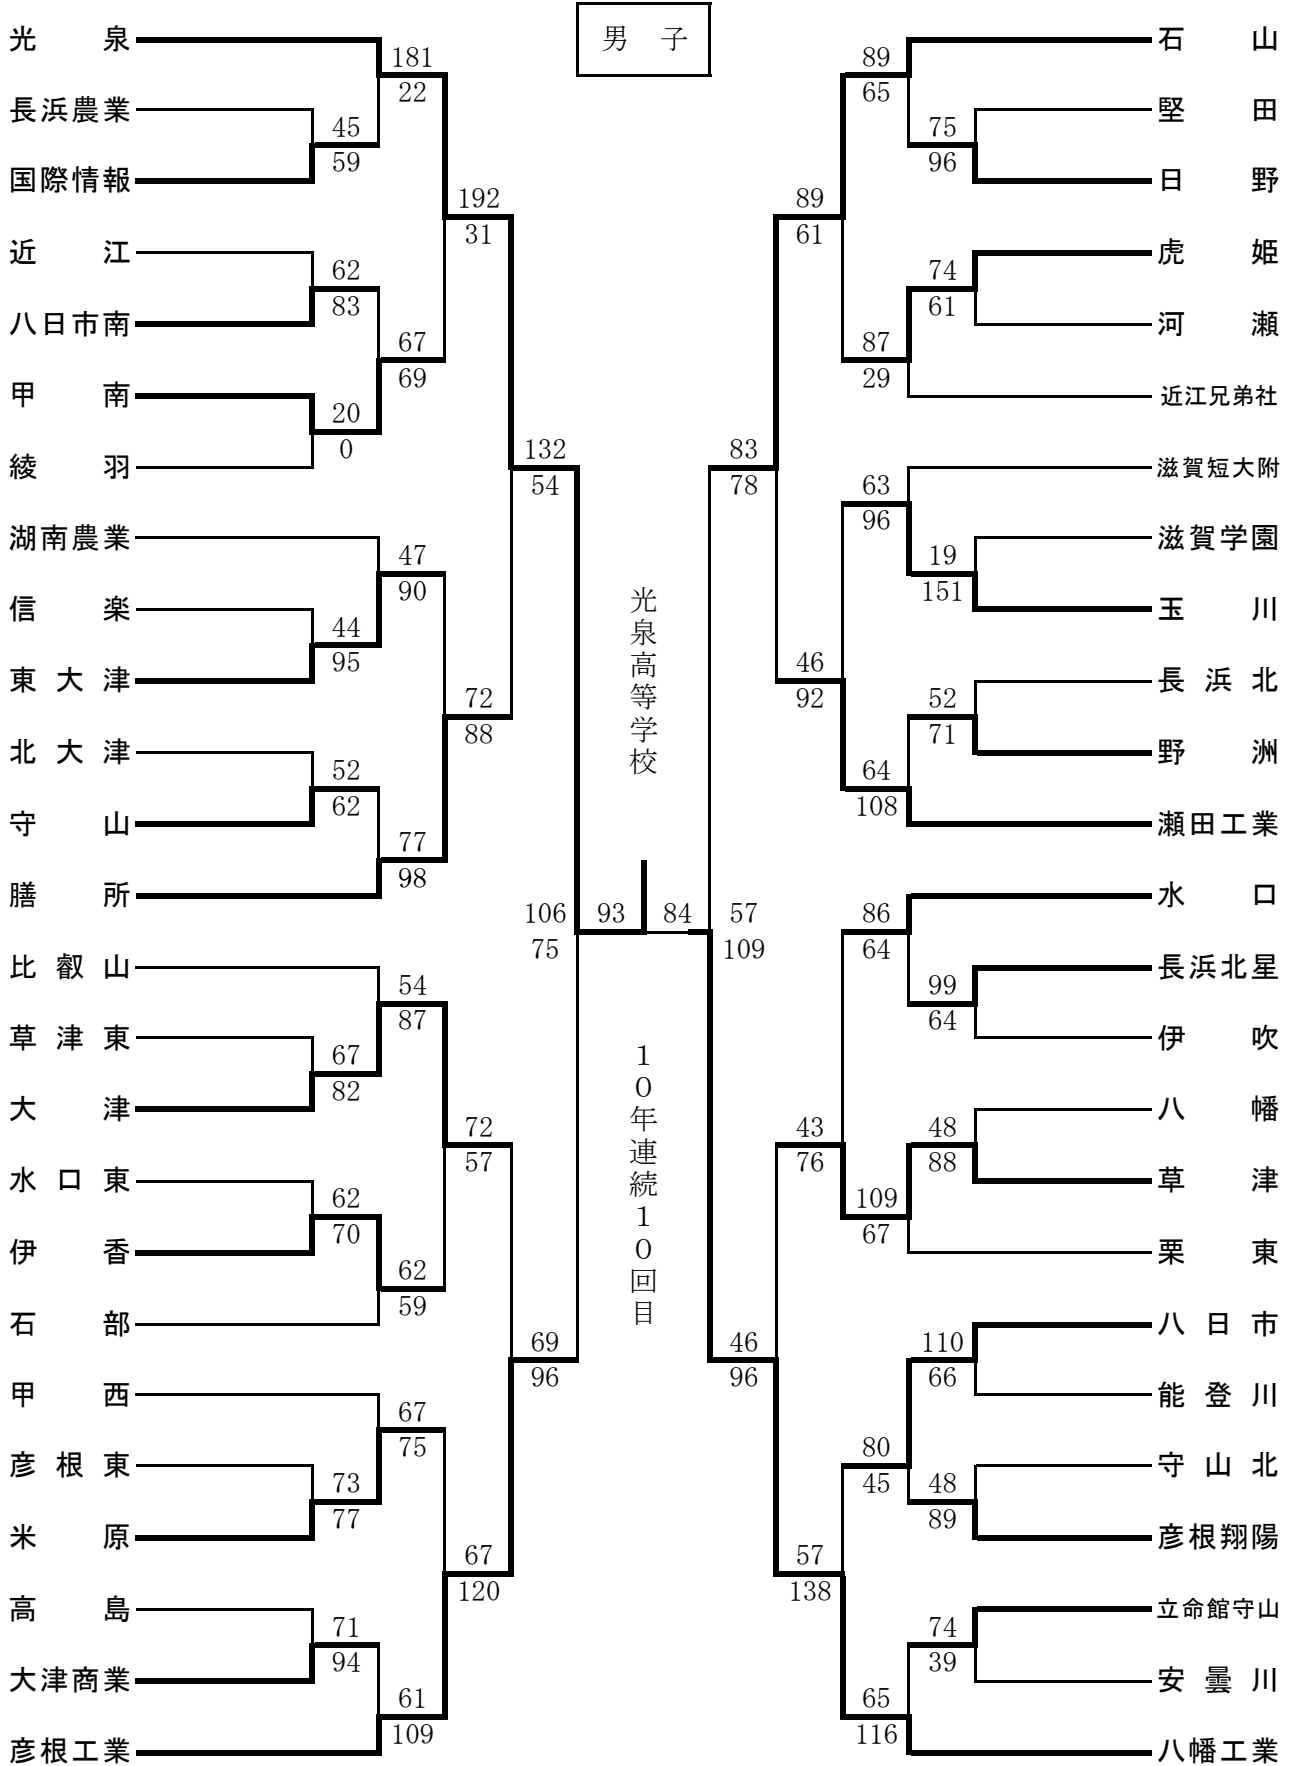 男 子
光 泉
長浜農業
国際情報
近 江
八日市南
甲 南
綾 羽
湖南農業
信 楽
東 大 津
北 大 津
守 山
膳 所
比 叡 山
草 津 東
大 津
水 口 東
伊 香
石 部
甲 西
彦 根 東
米 原
高 島
大津商業
彦根工業
45
59
62
83
20
0
44
95
52
62
67
82
62
70
73
77
71
94
181
22
67
69
47
90
77
98
54
87
62
59
67
75
61
109
192
31
72
88
72
57
67
120
132
54
69
96
106
75
93
84
光泉高等学校
10年連続10回目
57
109
83
78
46
96
89
61
46
92
43
76
57
138
89
65
87
29
63
96
64
108
86
64
109
67
80
45
65
116
75
96
74
61
19
151
52
71
99
64
48
88
110
66
48
89
74
39
石 山
堅 田
日 野
虎 姫
河 瀬
近江兄弟社
滋賀短大附
滋賀学園
玉 川
長 浜 北
野 洲
瀬田工業
水 口
長浜北星
伊 吹
八 幡
草 津
栗 東
八 日 市
能 登 川
守 山 北
彦根翔陽
立命館守山
安 曇 川
八幡工業